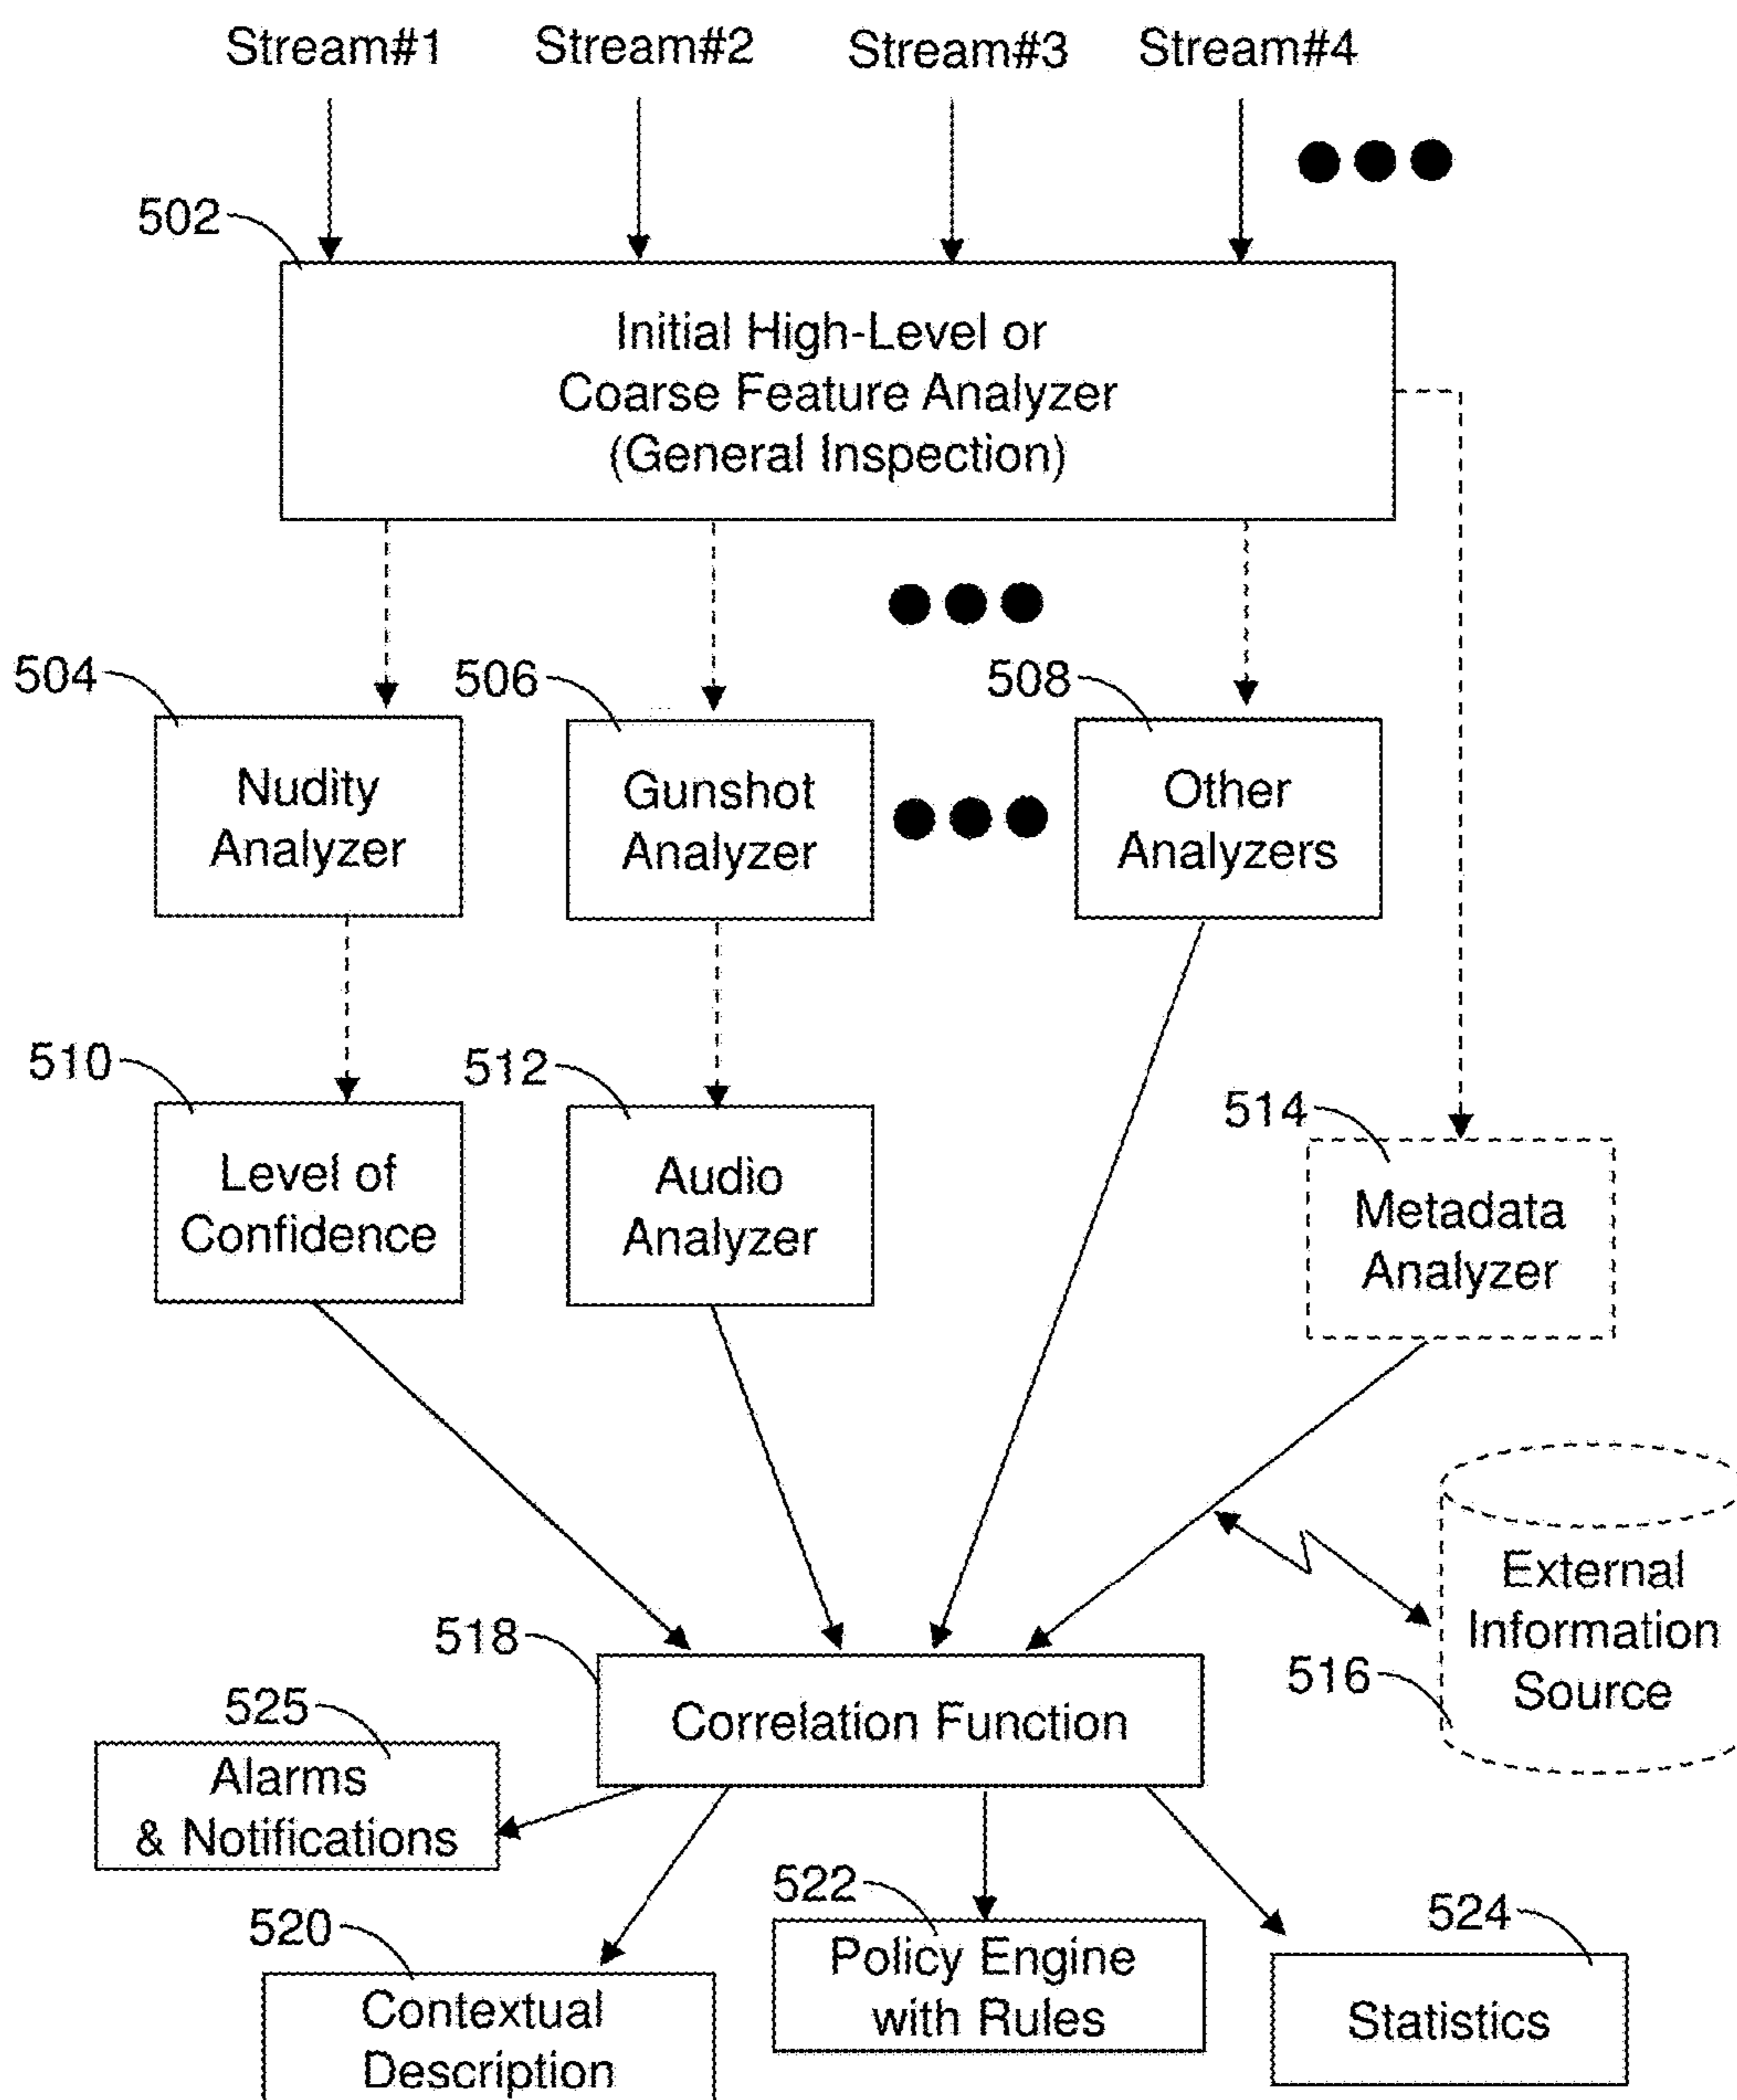 Stream#1 Stream#2 Stream#3 Stream#4
502
Initial High-Level or
Coarse Feature Analyzer
(General Inspection)
504
Nudity
Analyzer
506
Gunshot
Analyzer
508
Other
Analyzers
510
Level of
Confidence
512
Audio
Analyzer
514
Metadata
Analyzer
External
Information
Source
516
518
Correlation Function
525
Alarms
& Notifications
520
Contextual
Description
522
Policy Engine
with Rules
524
Statistics